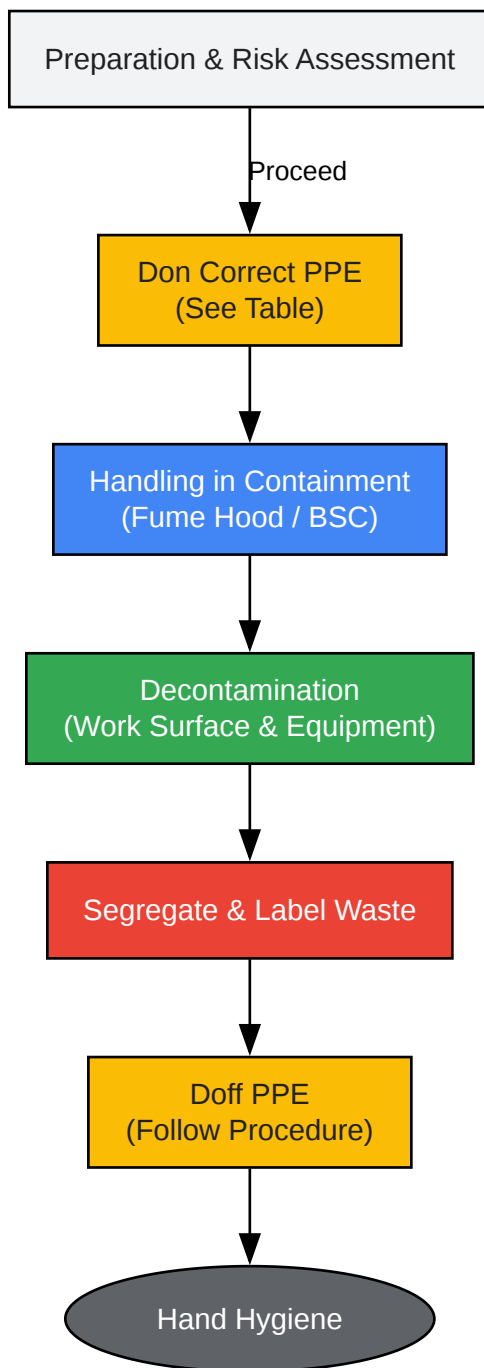 Preparation & Risk Assessment
Proceed
Don Correct PPE
(See Table)
Handling in Containment
(Fume Hood / BSC)
Decontamination
(Work Surface & Equipment)
Segregate & Label Waste
Doff PPE
(Follow Procedure)
Hand Hygiene